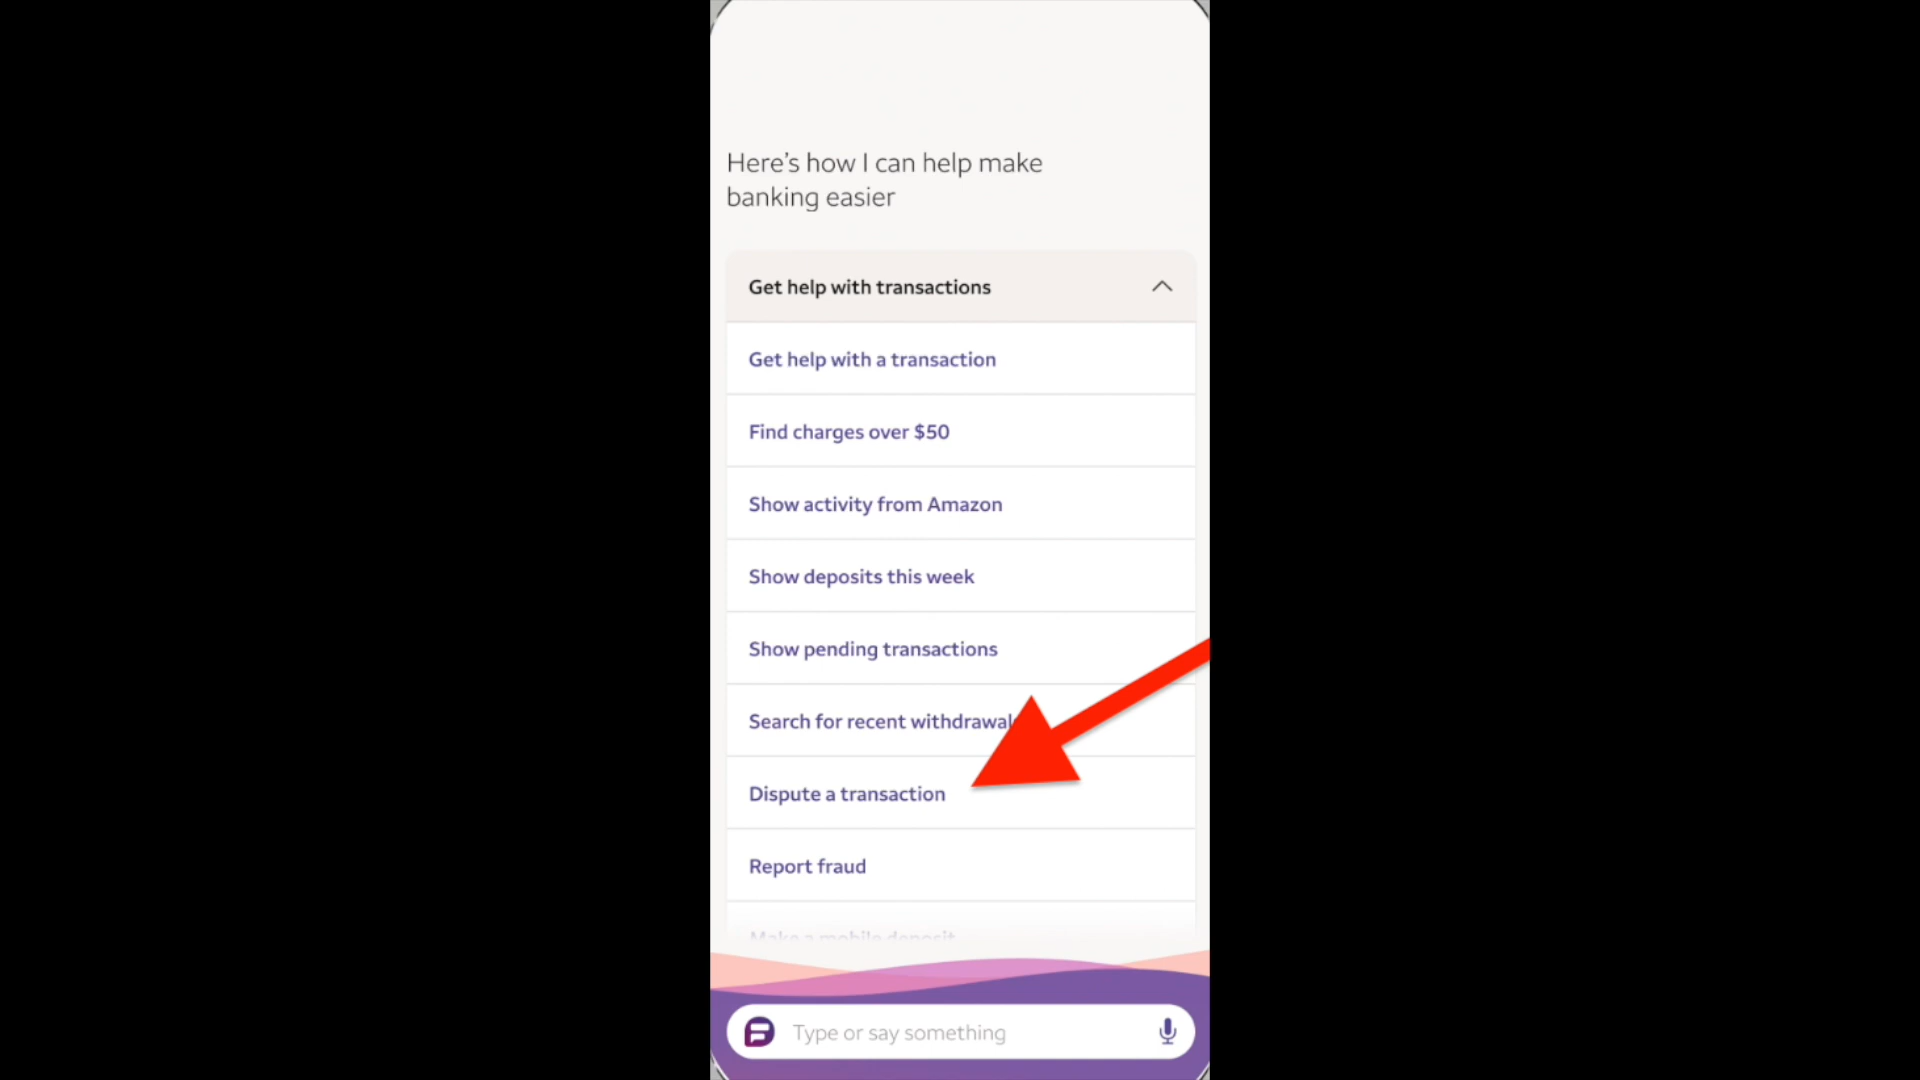 Here’s how I can help make
banking easier
Get help with transactions
Get help with a transaction
Find charges over $50
Show activity from Amazon
Show deposits this week
Show pending transactions
Search for recent withdrawals
Dispute a transaction
Report fraud
Make a mobile deposit
Type or say something